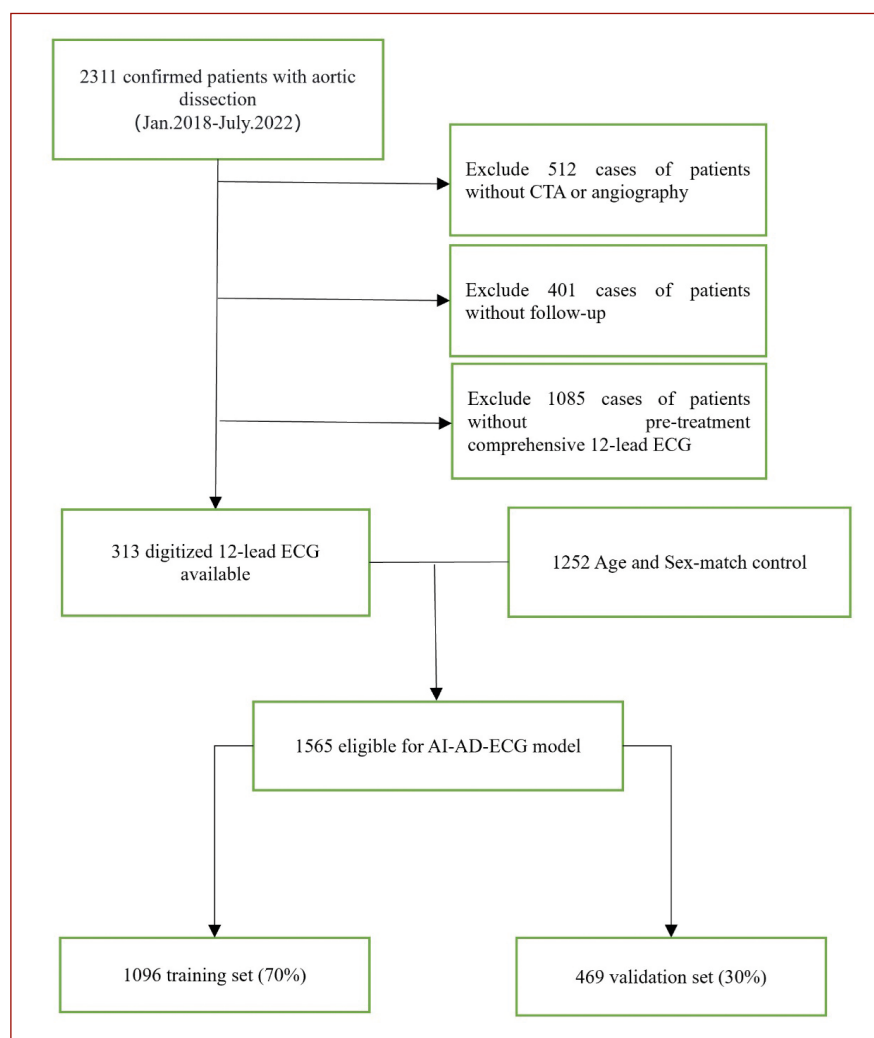 2311 confirmed patients with aortic
dissection
(Jan.2018-July.2022)
Exclude 512 cases of patients
without CTA or angiography
Exclude 401 cases of patients
without follow-up
Exclude 1085 cases of patients
without pre-treatment
comprehensive 12-lead ECG
313 digitized 12-lead ECG
available
1252 Age and Sex-match control
1565 eligible for AI-AD-ECG model
1096 training set (70%)
469 validation set (30%)